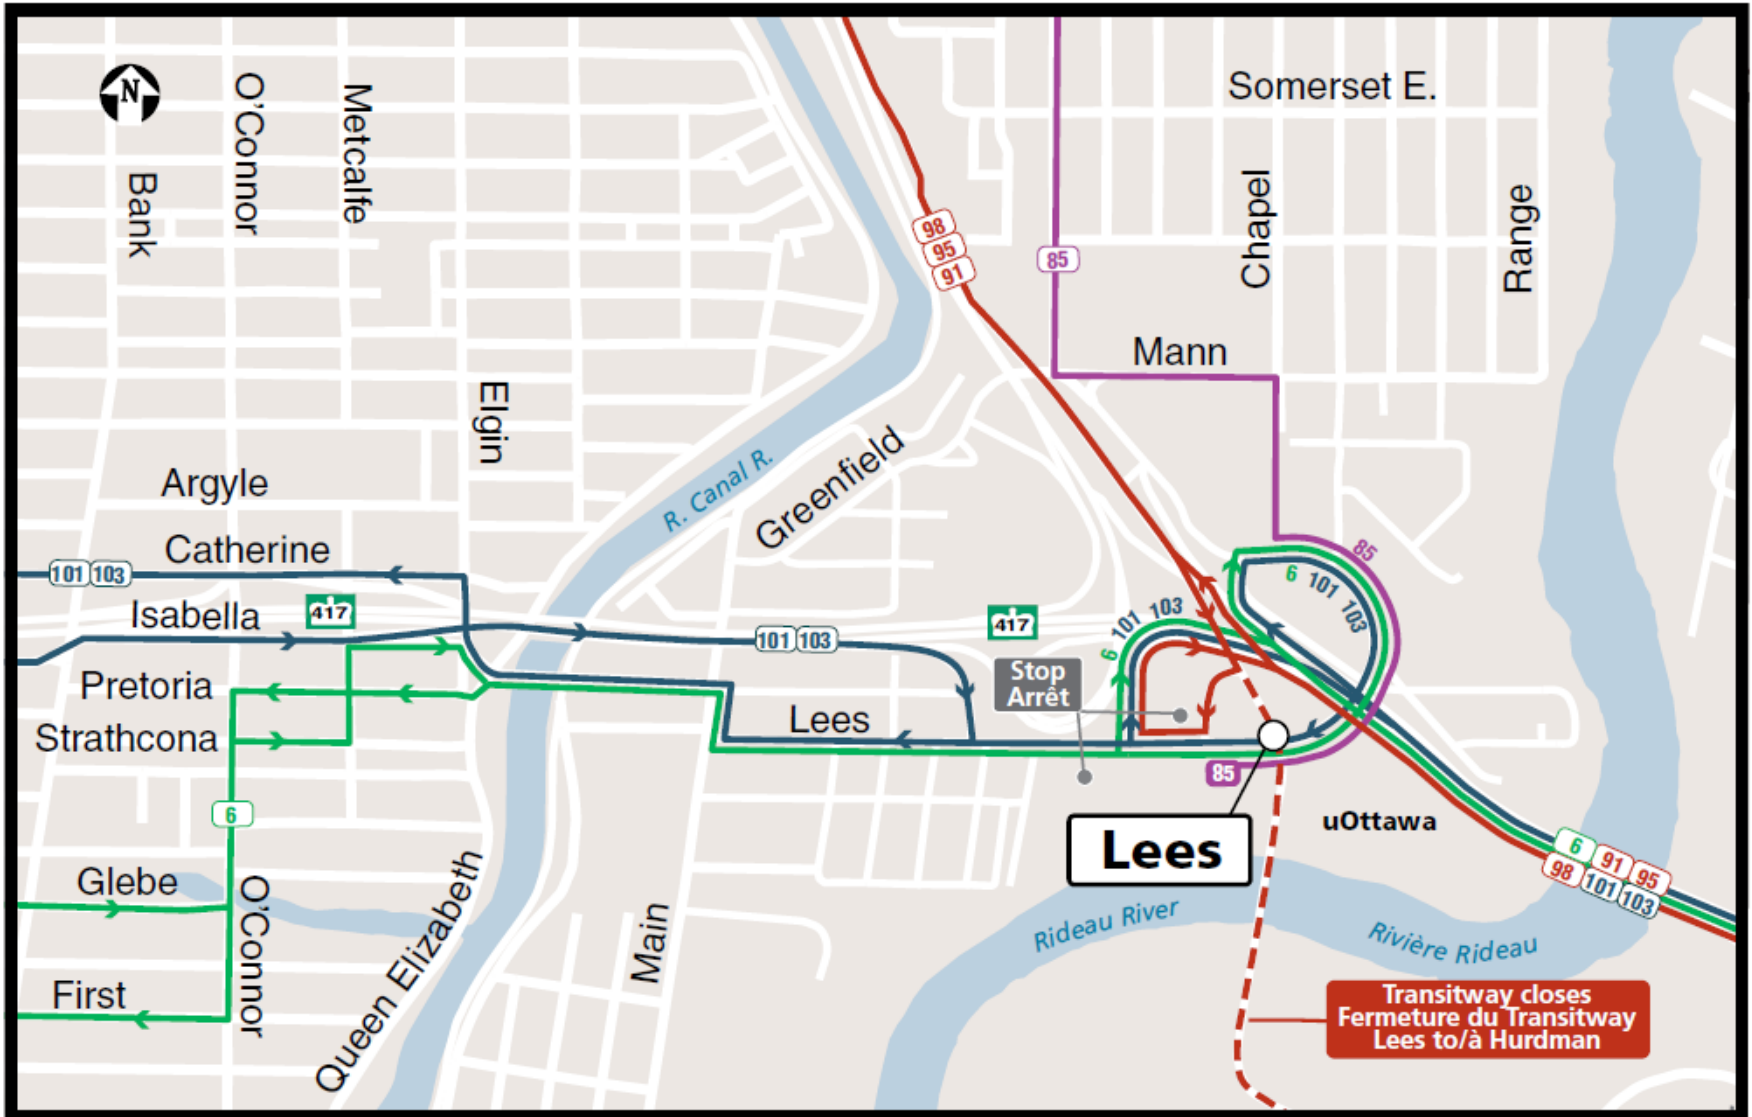 N
Bank
O'Connor
Metcalfe
Somerset E.
Chapel
Range
98
95
91
85
Mann
Elgin
Argyle
R. Canal R.
Greenfield
Catherine
101 103
Isabella
417
101 103
417
Pretoria
Strathcona
Lees
Stop
Arrêt
6 101 103
85
6 101 103
85
Lees
uOttawa
6
Glebe
O'Connor
First
Queen Elizabeth
Main
Rideau River
Rivière Rideau
6 91 95
98 101 103
Transitway closes
Fermeture du Transitway
Lees to/à Hurdman